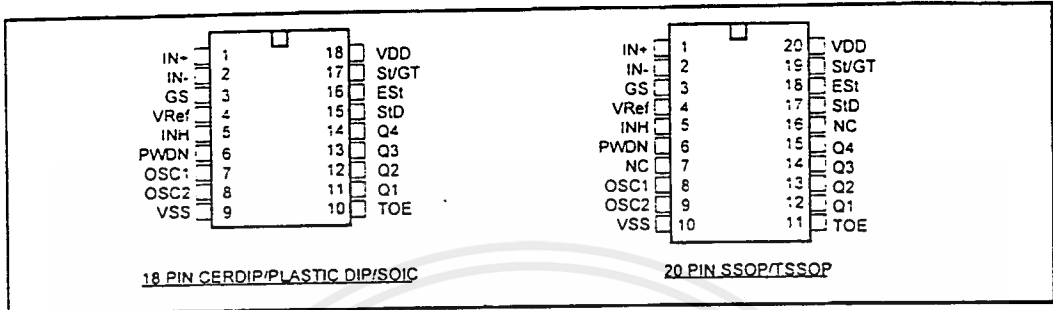 IN+ 1 18 VDD
IN- 2 17 St/GT
GS 3 16 ESt
VRef 4 15 StD
INH 5 14 Q4
PWDN 6 13 Q3
OSC1 7 12 Q2
OSC2 8 11 Q1
VSS 9 10 TOE
18 PIN CERDIP/PLASTIC DIP/SOIC
IN+ 1 20 VDD
IN- 2 19 St/GT
GS 3 18 ESt
VRef 4 17 StD
INH 5 16 NC
PWDN 6 15 Q4
NC 7 14 Q3
OSC1 8 13 Q2
OSC2 9 12 Q1
VSS 10 11 TOE
20 PIN SSOP/TSSOP